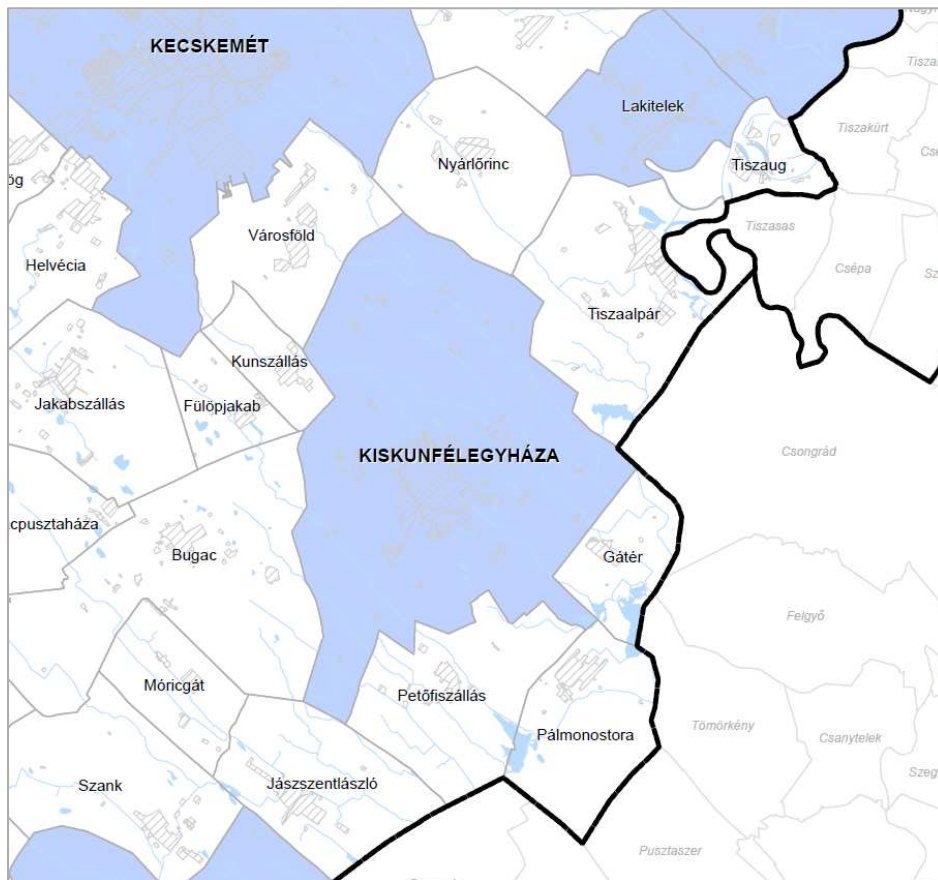 KECSKEMÉT
Lakitelek
Tiszakürt
Nyárlőrinc
Tiszaug
ög
Tiszasas
Városföld
Helvécia
Csépa
Tiszaalpár
Kunszállás
Jakabszállás
Fülöpjakab
KISKUNFÉLEGYHÁZA
Csongrád
cpusztaháza
Bugac
Gátér
Felgyő
Móricgát
Petőfiszállás
Tömörkény
Pálmonostora
Csanytelek
Szank
Jászszentlászló
Pusztaszer